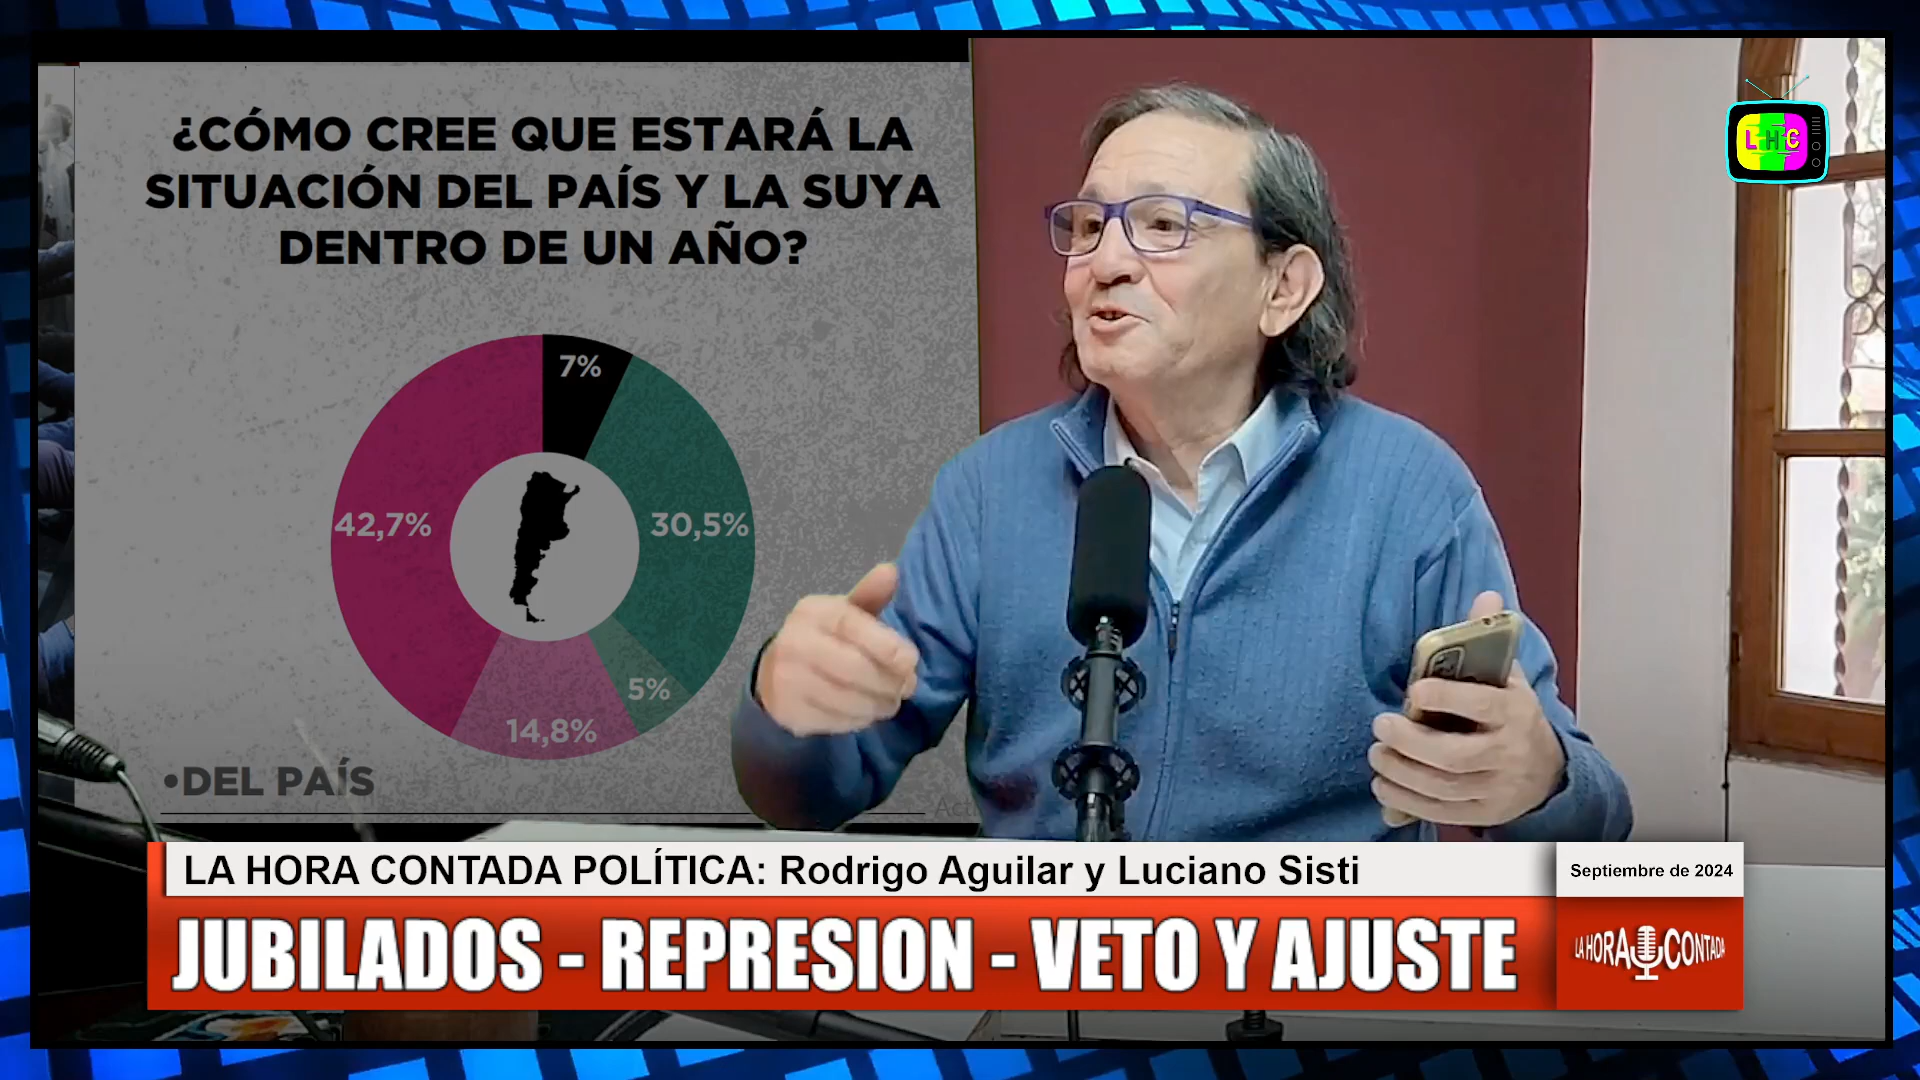 ¿CÓMO CREE QUE ESTARÁ LA
SITUACIÓN DEL PAÍS Y LA SUYA
DENTRO DE UN AÑO?
7%
42,7%
30,5%
5%
14,8%
•DEL PAÍS
LHC
LA HORA CONTADA POLÍTICA: Rodrigo Aguilar y Luciano Sisti
Septiembre de 2024
JUBILADOS - REPRESION - VETO Y AJUSTE
LA HORA CONTADA